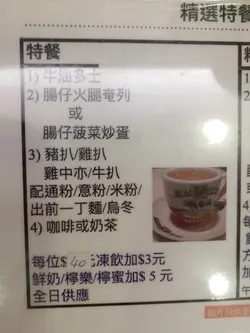 精選特餐
特餐
1) 牛油多士
2) 腸仔火腿奄列
或
腸仔菠菜炒蛋
3) 豬扒/雞扒
雞中亦/牛扒
配通粉/意粉/米粉/
出前一丁麵/烏冬
4) 咖啡或奶茶
每位$ 40 凍飲加$3元
鮮奶/檸樂/檸蜜加$ 5 元
全日供應